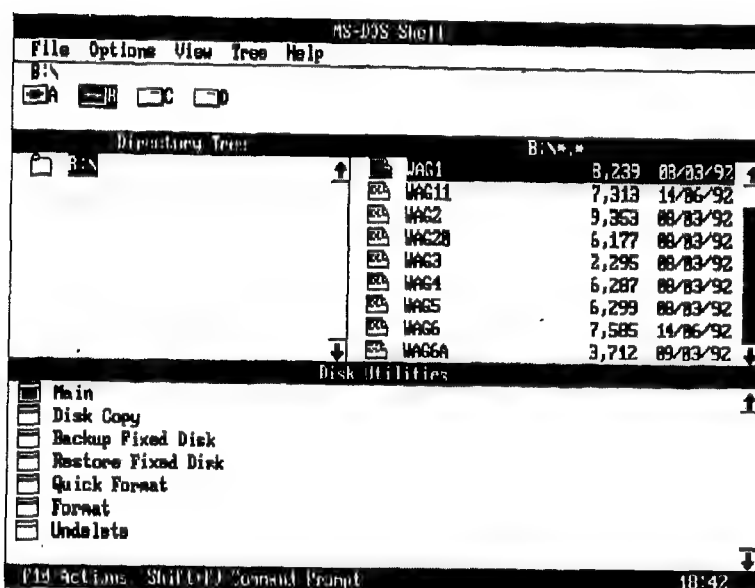 MS-DOS Shell
File Options View Tree Help
B:\
A B C D
Directory Tree
B:\
B:\*.*
WAG1 8,239 08/03/92
WAG11 7,313 14/06/92
WAG2 9,353 08/03/92
WAG2B 6,177 08/03/92
WAG3 2,295 08/03/92
WAG4 6,287 08/03/92
WAG5 6,299 08/03/92
WAG6 7,585 14/06/92
WAG6A 3,712 09/03/92
Disk Utilities
Main
Disk Copy
Backup Fixed Disk
Restore Fixed Disk
Quick Format
Format
Undelete
Actions Shift+F9 Command Prompt
18:42